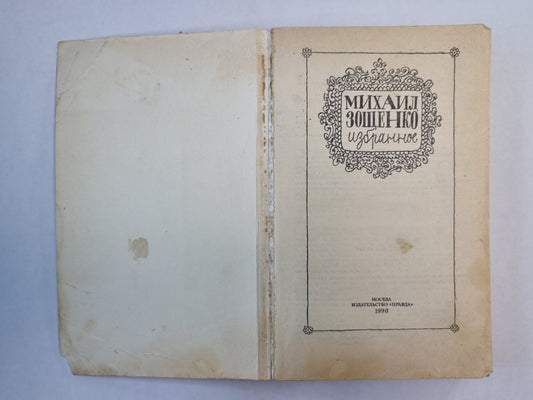 МИХАИЛ
ЗОЩЕНКО
избранное
МОСКВА
ИЗДАТЕЛЬСТВО «ПРАВДА»
1990